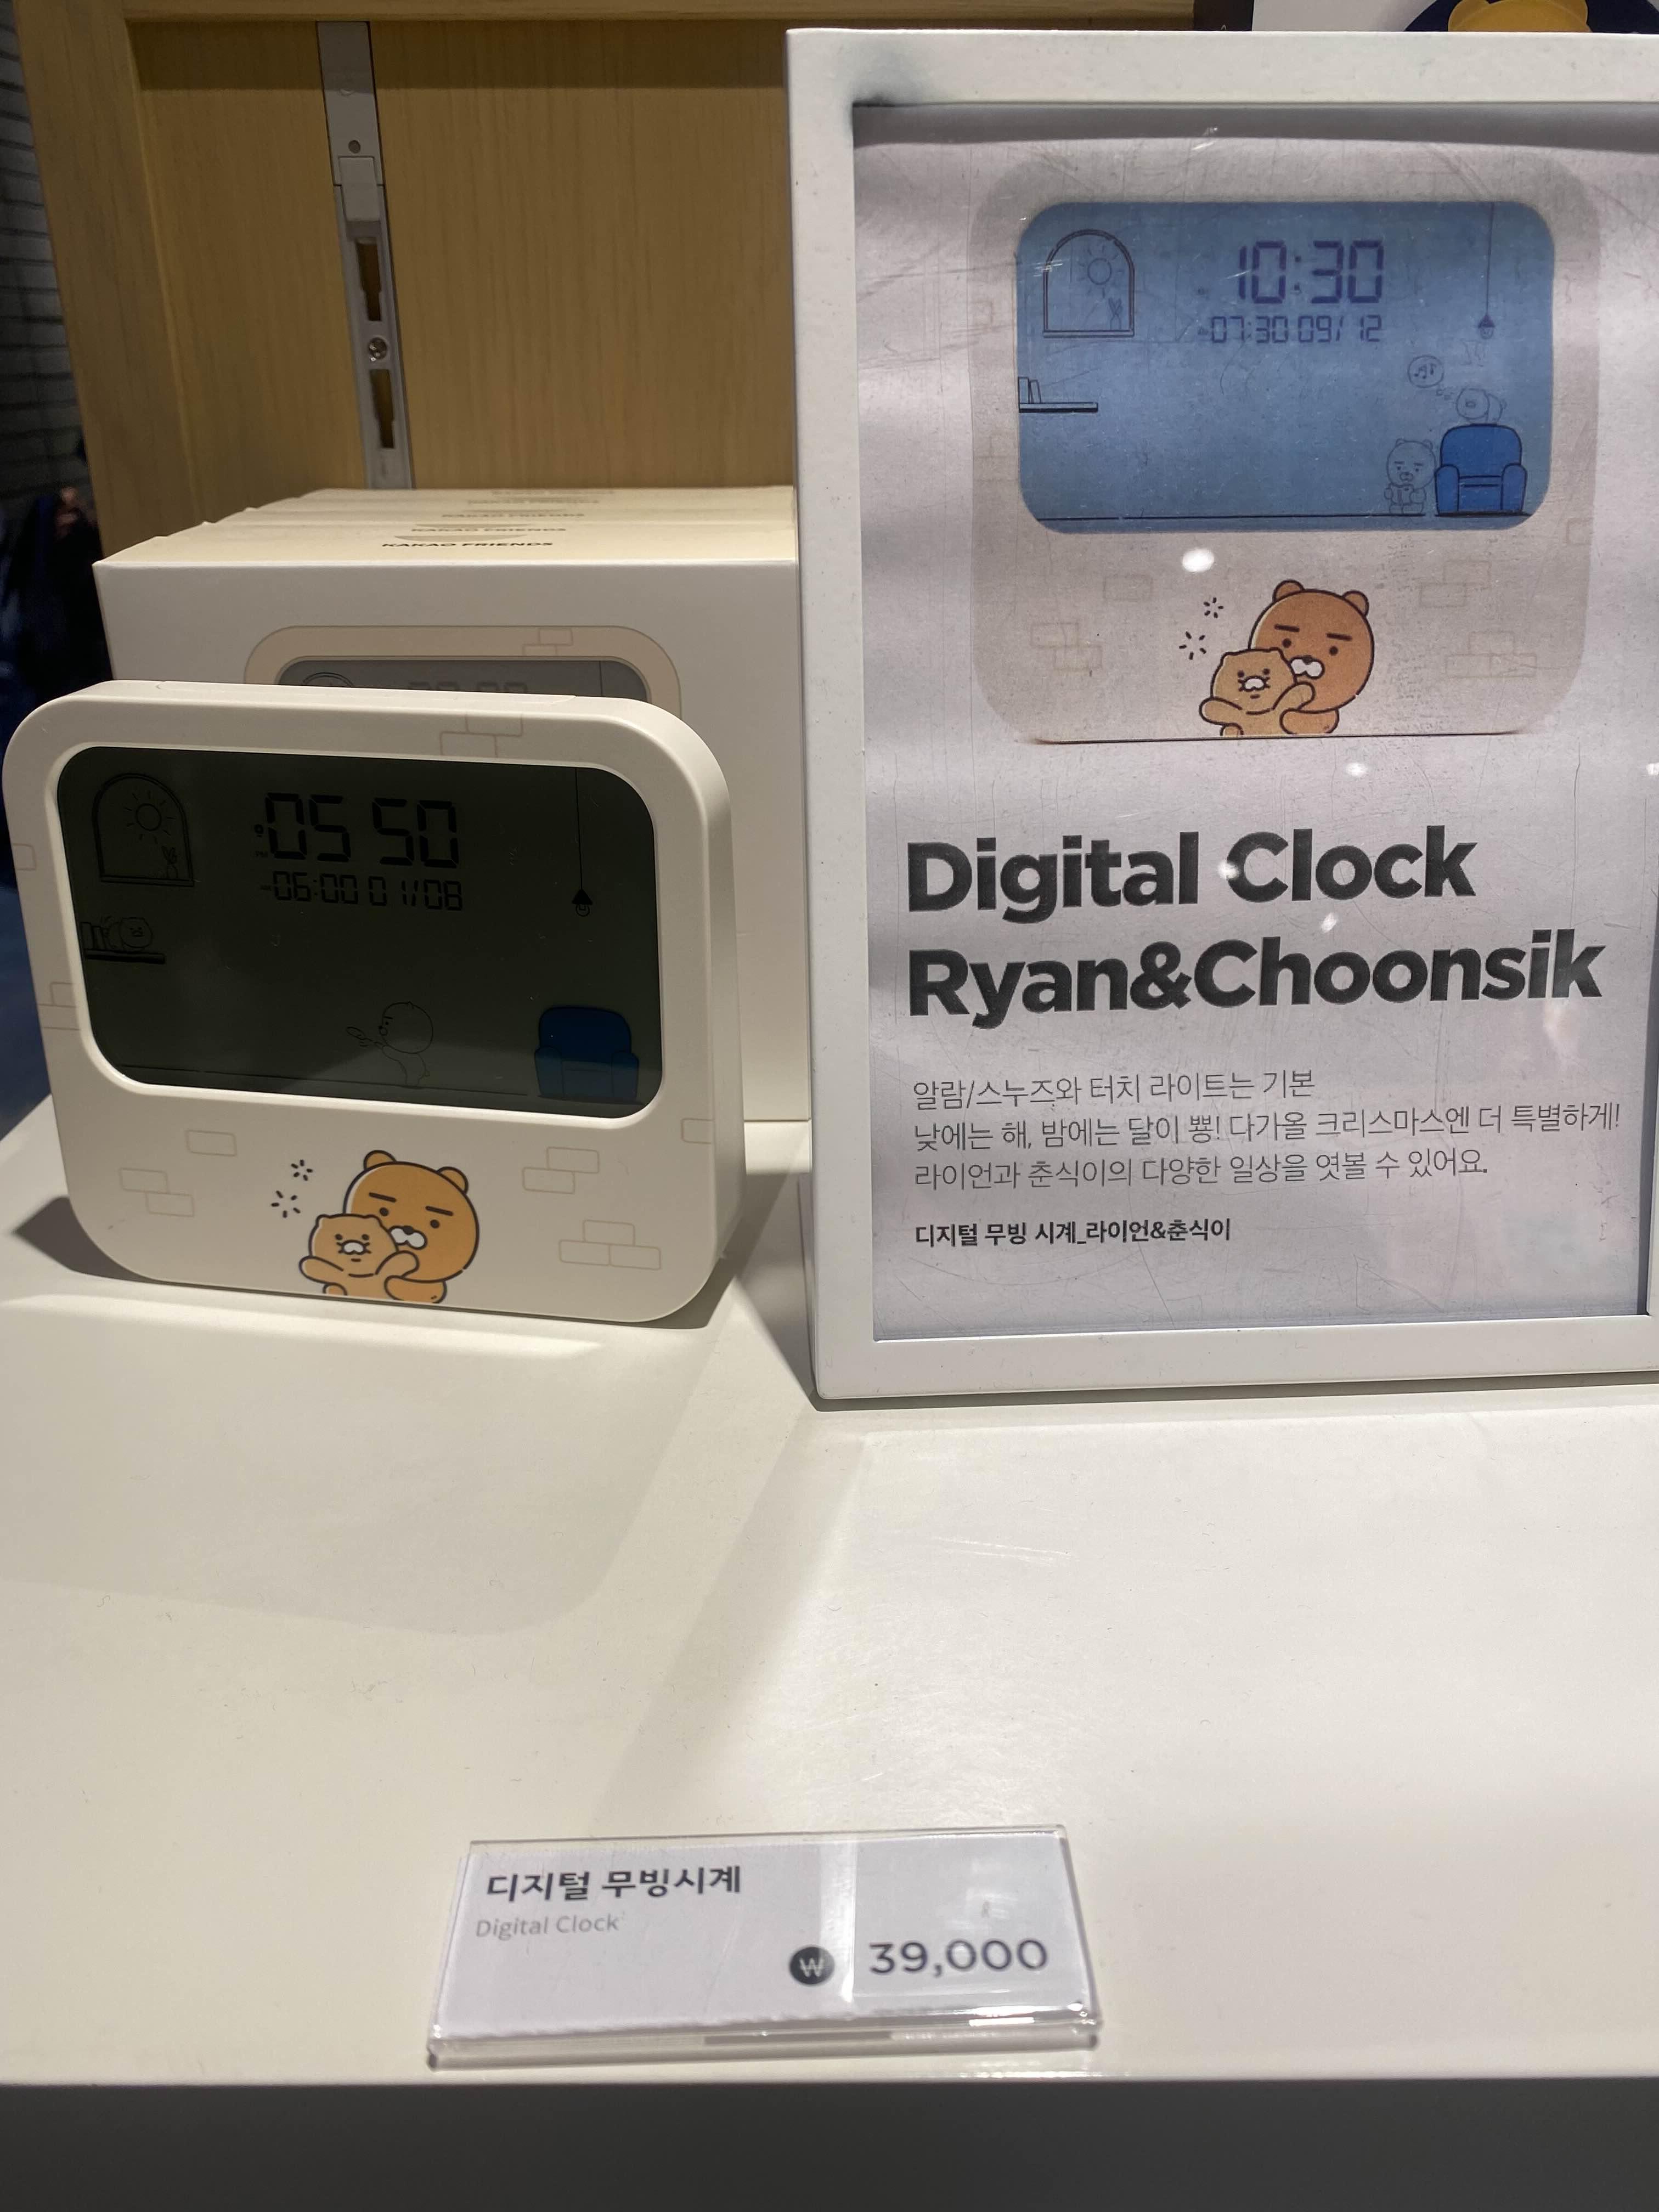 KAKAO FRIENDS
10:30
07:30 09/12
05 50
06:00 01/08
Digital Clock
Ryan&Choonsik
알람/스누즈와 터치 라이트는 기본
낮에는 해, 밤에는 달이 뿅! 다가올 크리스마스엔 더 특별하게!
라이언과 춘식이의 다양한 일상을 엿볼 수 있어요.
디지털 무빙 시계_라이언&춘식이
디지털 무빙시계
Digital Clock
₩ 39,000